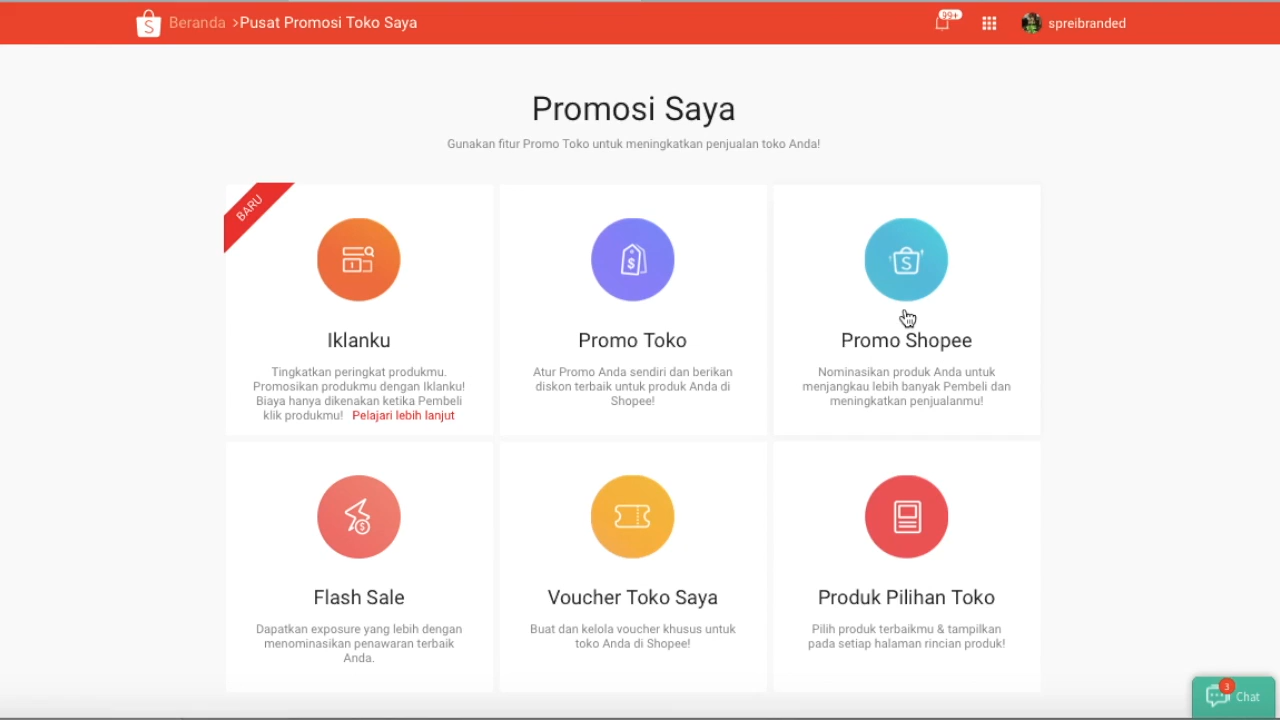 Beranda >Pusat Promosi Toko Saya
99+
spreibranded
Promosi Saya
Gunakan fitur Promo Toko untuk meningkatkan penjualan toko Anda!
BARU
Iklanku
Tingkatkan peringkat produkmu.
Promosikan produkmu dengan Iklanku!
Biaya hanya dikenakan ketika Pembeli
klik produkmu! Pelajari lebih lanjut
Promo Toko
Atur Promo Anda sendiri dan berikan
diskon terbaik untuk produk Anda di
Shopee!
Promo Shopee
Nominasikan produk Anda untuk
menjangkau lebih banyak Pembeli dan
meningkatkan penjualanmu!
Flash Sale
Dapatkan exposure yang lebih dengan
menominasikan penawaran terbaik
Anda.
Voucher Toko Saya
Buat dan kelola voucher khusus untuk
toko Anda di Shopee!
Produk Pilihan Toko
Pilih produk terbaikmu & tampilkan
pada setiap halaman rincian produk!
3
Chat